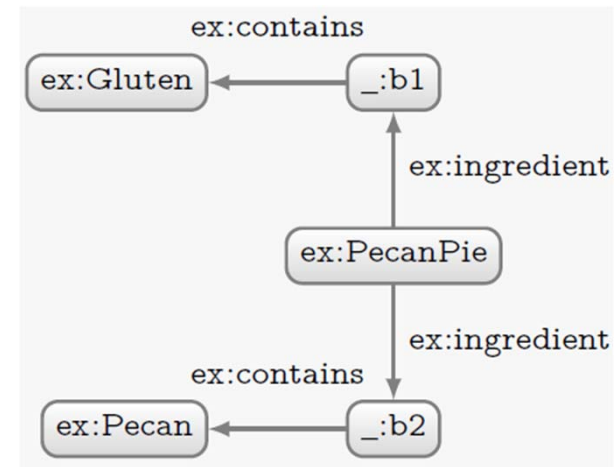 ex:contains
ex:Gluten
_:b1
ex:ingredient
ex:PecanPie
ex:ingredient
ex:contains
ex:Pecan
_:b2